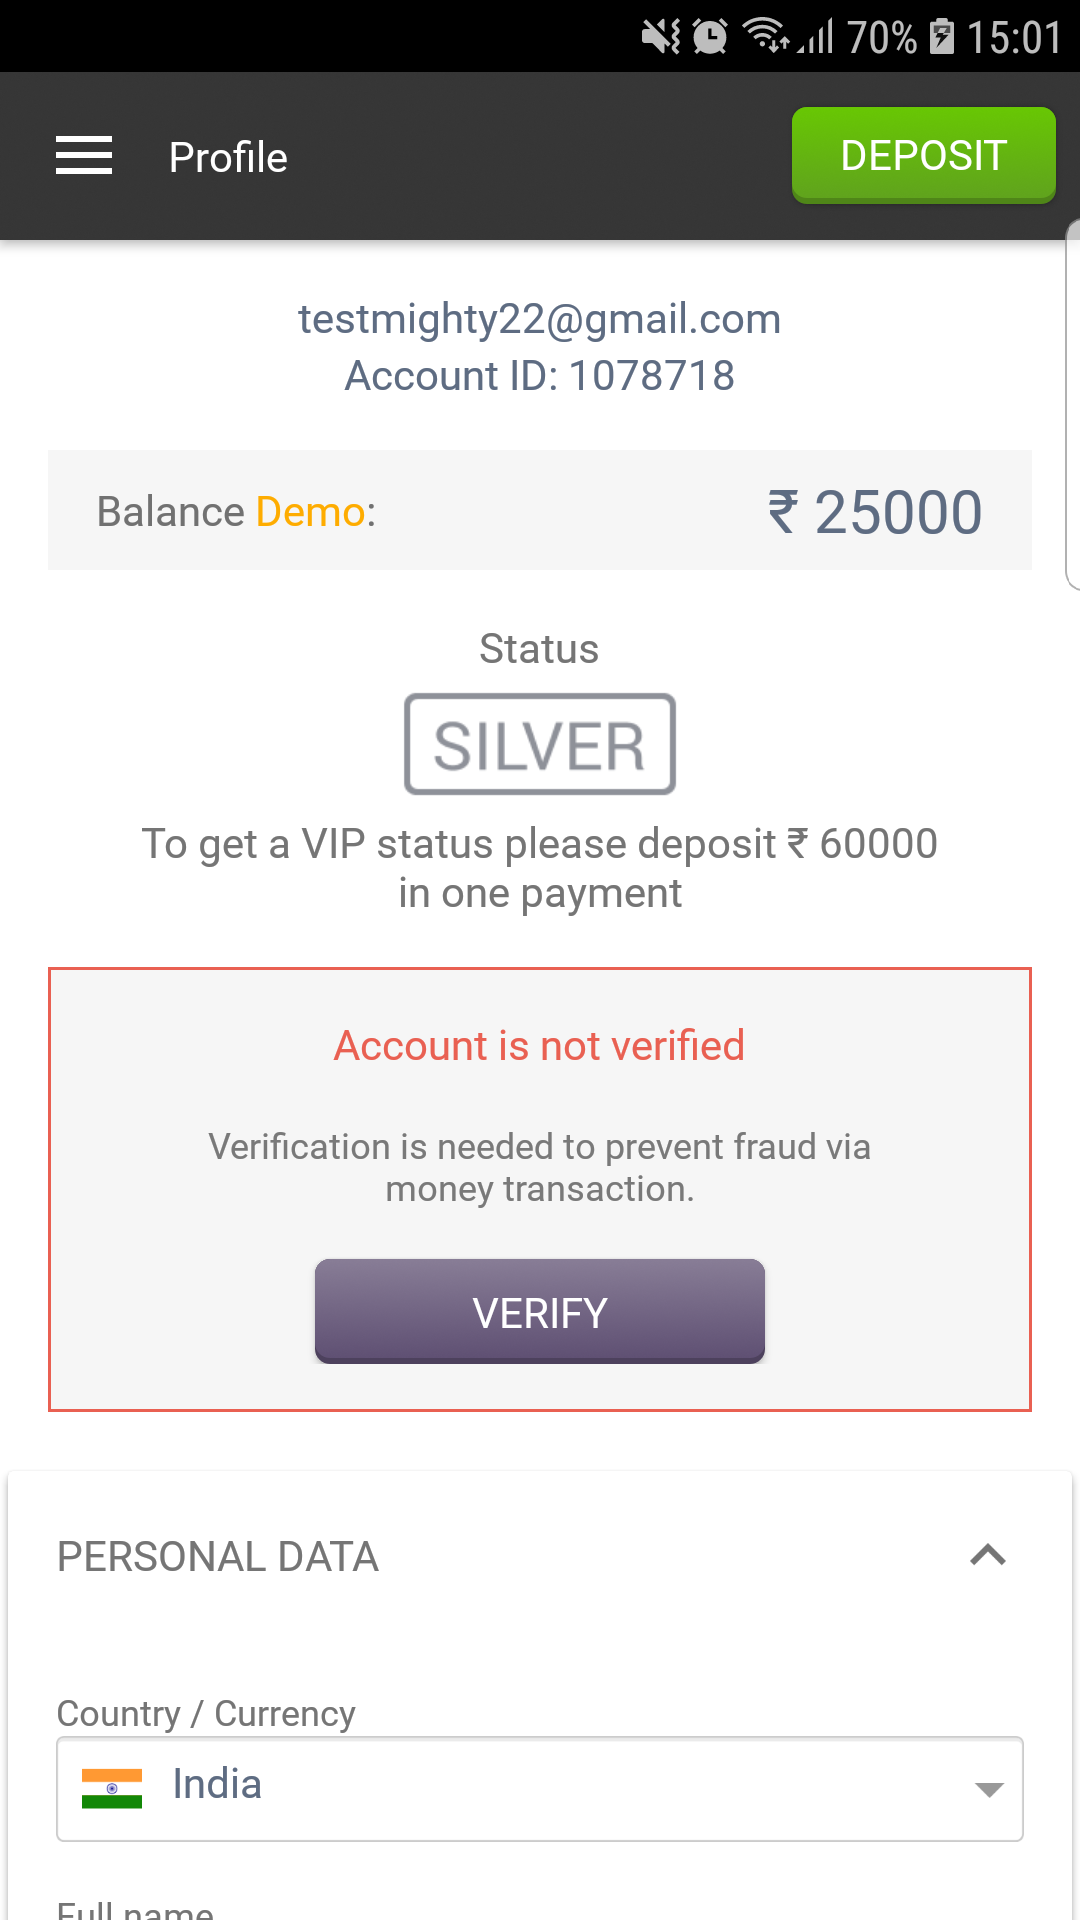 70% 15:01
Profile
DEPOSIT
testmighty22@gmail.com
Account ID: 1078718
Balance Demo: ₹ 25000
Status
SILVER
To get a VIP status please deposit ₹ 60000
in one payment
Account is not verified
Verification is needed to prevent fraud via
money transaction.
VERIFY
PERSONAL DATA
Country / Currency
India
Full name